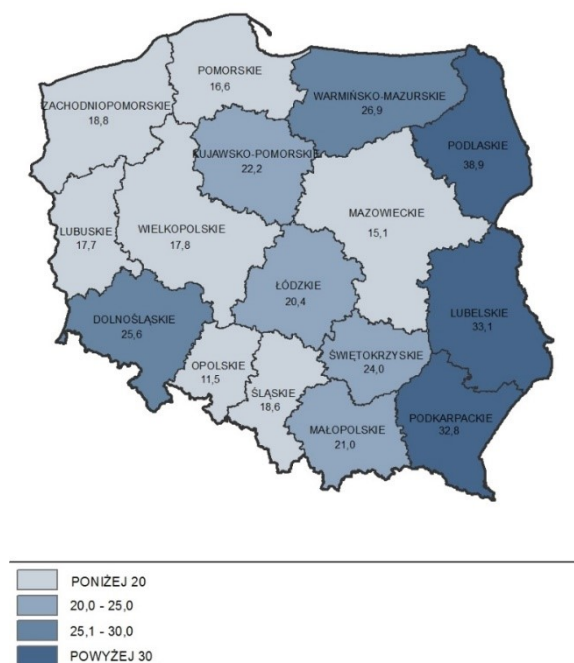 POMORSKIE
16,6
WARMIŃSKO-MAZURSKIE
26,9
ZACHODNIOPOMORSKIE
18,8
KUJAWSKO-POMORSKIE
22,2
PODLASKIE
38,9
MAZOWIECKIE
15,1
LUBUSKIE
17,7
WIELKOPOLSKIE
17,8
ŁÓDZKIE
20,4
LUBELSKIE
33,1
DOLNOŚLĄSKIE
25,6
ŚWIĘTOKRZYSKIE
24,0
OPOLSKIE
11,5
ŚLĄSKIE
18,6
PODKARPACKIE
32,8
MAŁOPOLSKIE
21,0
PONIŻEJ 20
20,0 - 25,0
25,1 - 30,0
POWYŻEJ 30